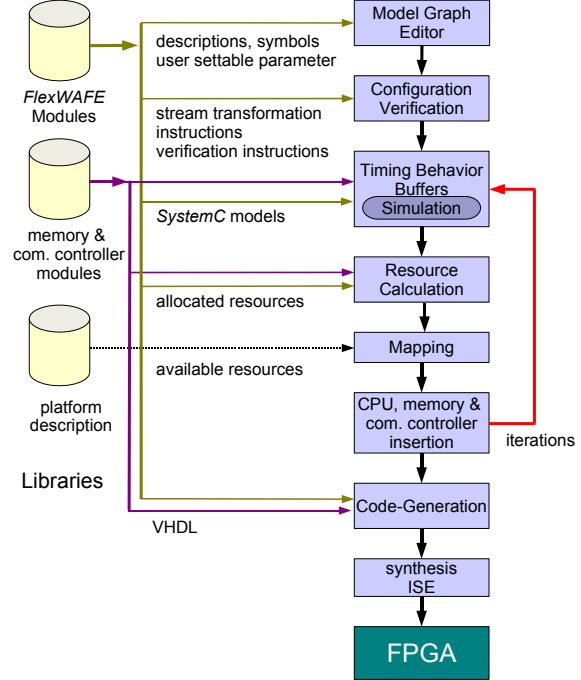 Model Graph
Editor
descriptions, symbols
user settable parameter
FlexWAFE
Modules
Configuration
Verification
stream transformation
instructions
verification instructions
Timing Behavior
Buffers
Simulation
SystemC models
memory &
com. controller
modules
Resource
Calculation
allocated resources
Mapping
available resources
platform
description
CPU, memory &
com. controller
insertion
iterations
Libraries
Code-Generation
VHDL
synthesis
ISE
FPGA